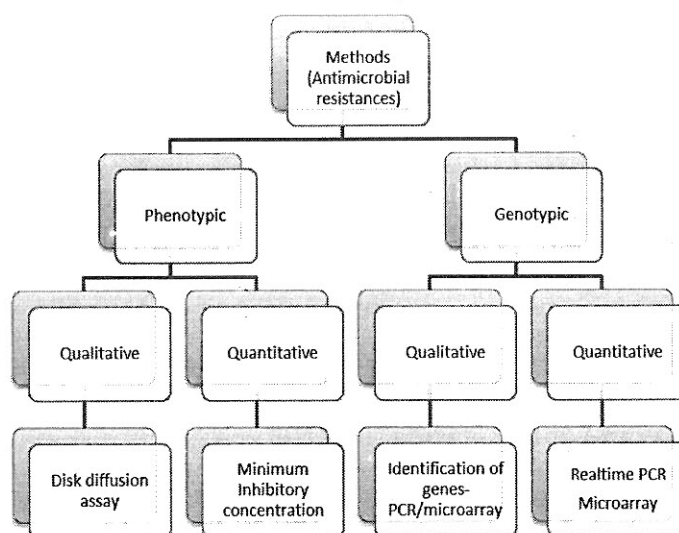 Methods
(Antimicrobial
resistances)
Phenotypic
Genotypic
Qualitative
Quantitative
Qualitative
Quantitative
Disk diffusion
assay
Minimum
Inhibitory
concentration
Identification of
genes-
PCR/microarray
Realtime PCR
Microarray